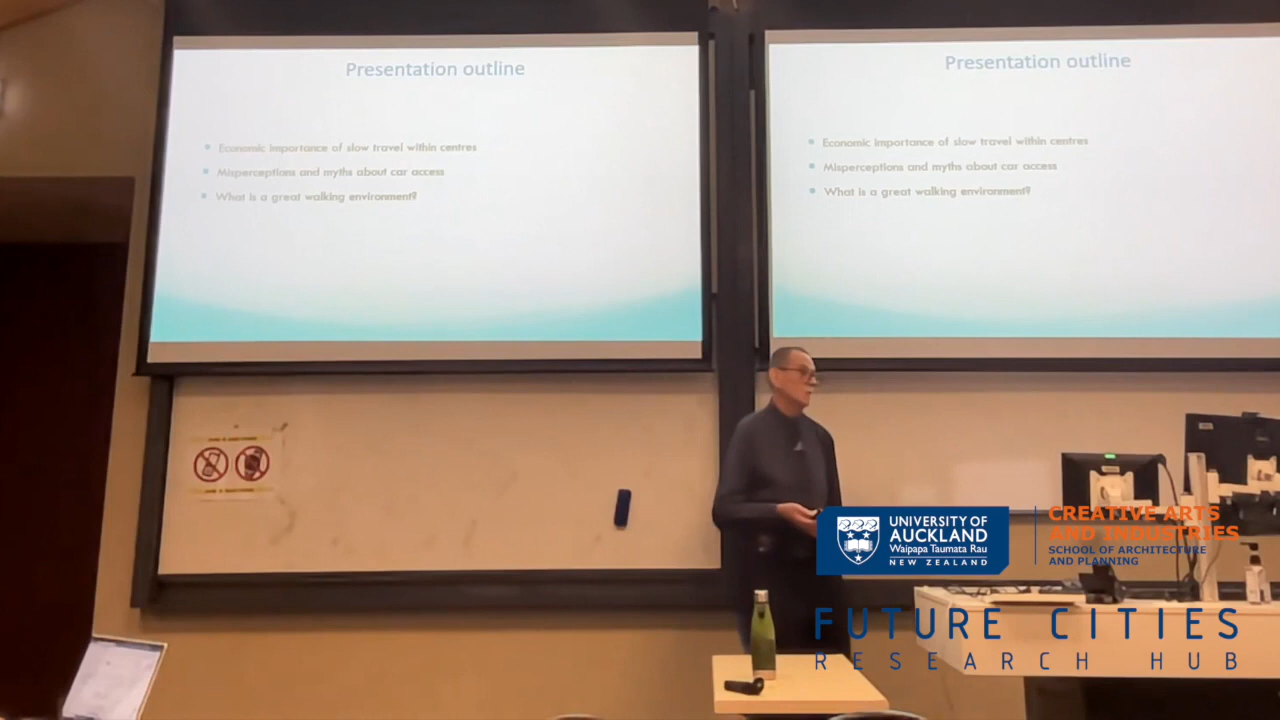 Presentation outline
Economic importance of slow travel within centres
Misperceptions and myths about car access
What is a great walking environment?
Presentation outline
Economic importance of slow travel within centres
Misperceptions and myths about car access
What is a great walking environment?
UNIVERSITY OF
AUCKLAND
Waipapa Taumata Rau
NEW ZEALAND
CREATIVE ARTS
AND INDUSTRIES
SCHOOL OF ARCHITECTURE
AND PLANNING
FUTURE CITIES
RESEARCH HUB